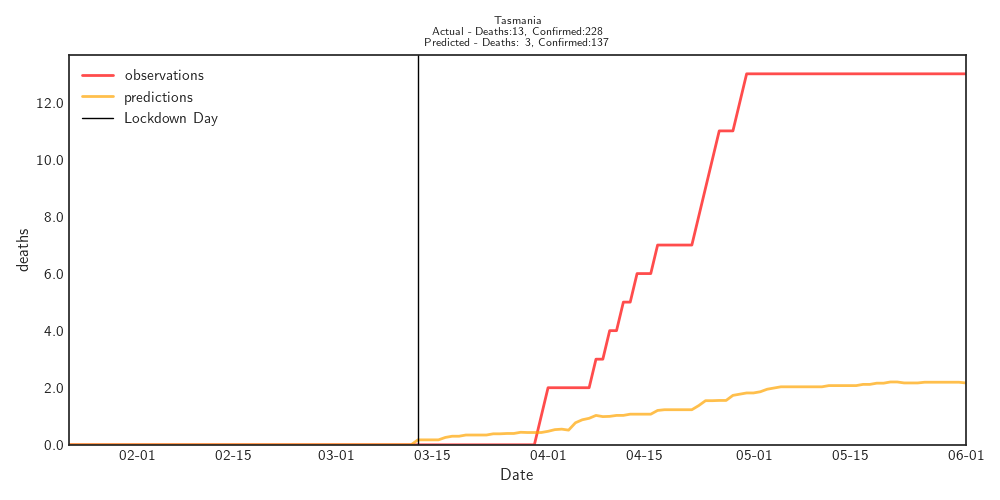 Tasmania
Actual - Deaths:13, Confirmed:228
Predicted - Deaths: 3, Confirmed:137
observations
predictions
Lockdown Day
12.0
10.0
8.0
6.0
4.0
2.0
0.0
deaths
02-01 02-15 03-01 03-15 04-01 04-15 05-01 05-15 06-01
Date